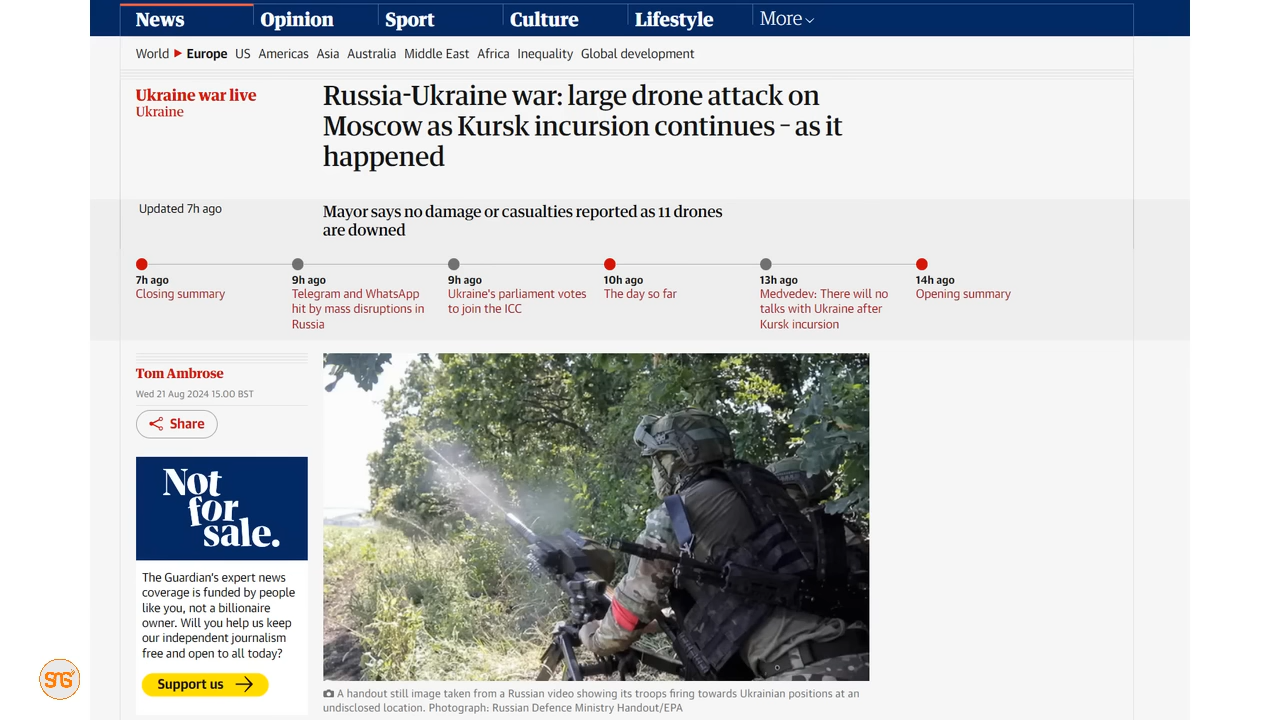 News
Opinion
Sport
Culture
Lifestyle
More
World
Europe
US
Americas
Asia
Australia
Middle East
Africa
Inequality
Global development
Ukraine war live
Ukraine
Russia-Ukraine war: large drone attack on
Moscow as Kursk incursion continues – as it
happened
Updated 7h ago
Mayor says no damage or casualties reported as 11 drones
are downed
7h ago
Closing summary
9h ago
Telegram and WhatsApp
hit by mass disruptions in
Russia
9h ago
Ukraine's parliament votes
to join the ICC
10h ago
The day so far
13h ago
Medvedev: There will no
talks with Ukraine after
Kursk incursion
14h ago
Opening summary
Tom Ambrose
Wed 21 Aug 2024 15.00 BST
Share
Not
for
sale.
The Guardian's expert news
coverage is funded by people
like you, not a billionaire
owner. Will you help us keep
our independent journalism
free and open to all today?
Support us
A handout still image taken from a Russian video showing its troops firing towards Ukrainian positions at an
undisclosed location. Photograph: Russian Defence Ministry Handout/EPA
SNG